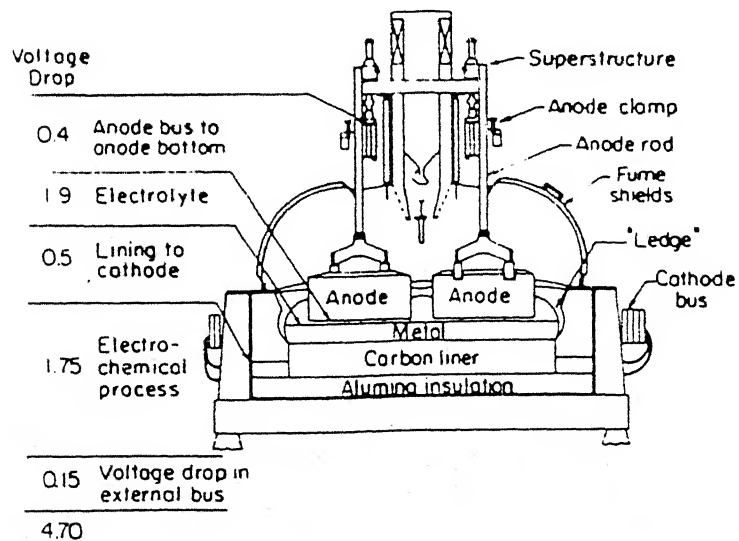 Voltage
Drop
0.4 Anode bus to
anode bottom
1.9 Electrolyte
0.5 Lining to
cathode
1.75 Electro-
chemical
process
0.15 Voltage drop in
external bus
4.70
Superstructure
Anode clamp
Anode rod
Fume
shields
"Ledge"
Cathode
bus
Anode Anode
Metal
Carbon liner
Alumina insulation